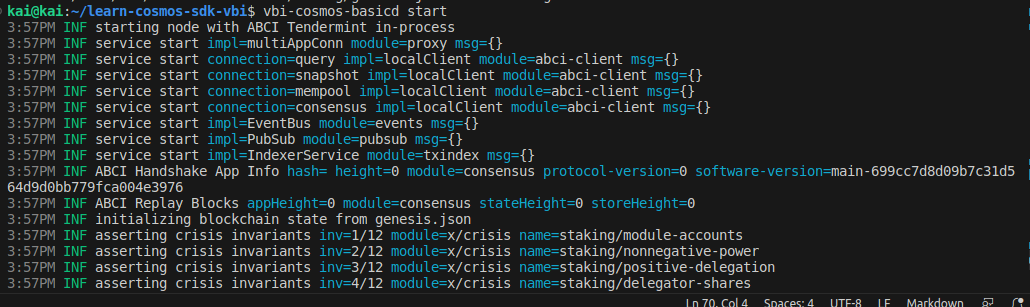 kai@kai:~/learn-cosmos-sdk-vbi$ vbi-cosmos-basicd start
3:57PM INF starting node with ABCI Tendermint in-process
3:57PM INF service start impl=multiAppConn module=proxy msg={}
3:57PM INF service start connection=query impl=localClient module=abci-client msg={}
3:57PM INF service start connection=snapshot impl=localClient module=abci-client msg={}
3:57PM INF service start connection=mempool impl=localClient module=abci-client msg={}
3:57PM INF service start connection=consensus impl=localClient module=abci-client msg={}
3:57PM INF service start impl=EventBus module=events msg={}
3:57PM INF service start impl=PubSub module=pubsub msg={}
3:57PM INF service start impl=IndexerService module=txindex msg={}
3:57PM INF ABCI Handshake App Info hash= height=0 module=consensus protocol-version=0 software-version=main-699cc7d8d09b7c31d5
64d9d0bb779fca004e3976
3:57PM INF ABCI Replay Blocks appHeight=0 module=consensus stateHeight=0 storeHeight=0
3:57PM INF initializing blockchain state from genesis.json
3:57PM INF asserting crisis invariants inv=1/12 module=x/crisis name=staking/module-accounts
3:57PM INF asserting crisis invariants inv=2/12 module=x/crisis name=staking/nonnegative-power
3:57PM INF asserting crisis invariants inv=3/12 module=x/crisis name=staking/positive-delegation
3:57PM INF asserting crisis invariants inv=4/12 module=x/crisis name=staking/delegator-shares
Ln 70, Col 4 Spaces: 4 UTF-8 LF Markdown